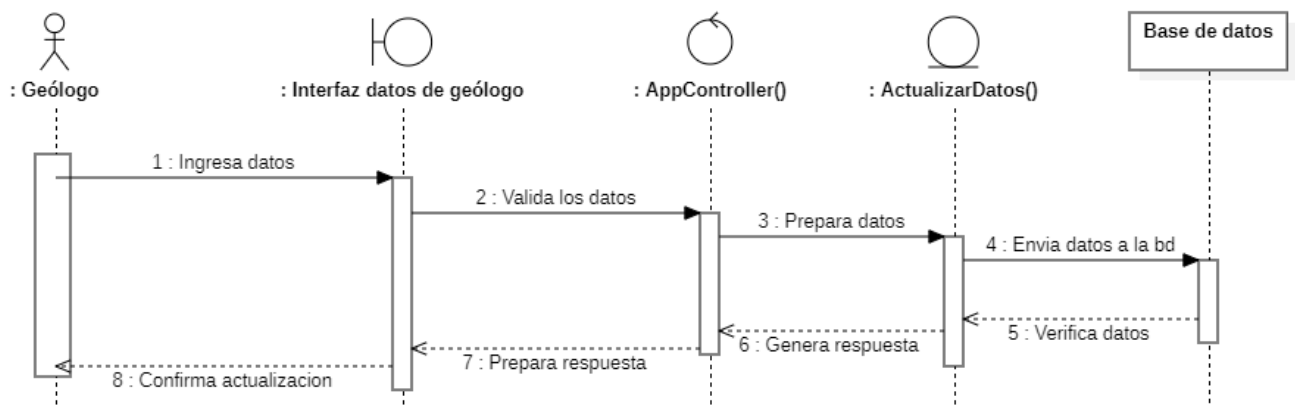 Base de datos
: Geólogo
: Interfaz datos de geólogo
: AppController()
: ActualizarDatos()
1 : Ingresa datos
2 : Valida los datos
3 : Prepara datos
4 : Envia datos a la bd
5 : Verifica datos
6 : Genera respuesta
7 : Prepara respuesta
8 : Confirma actualizacion